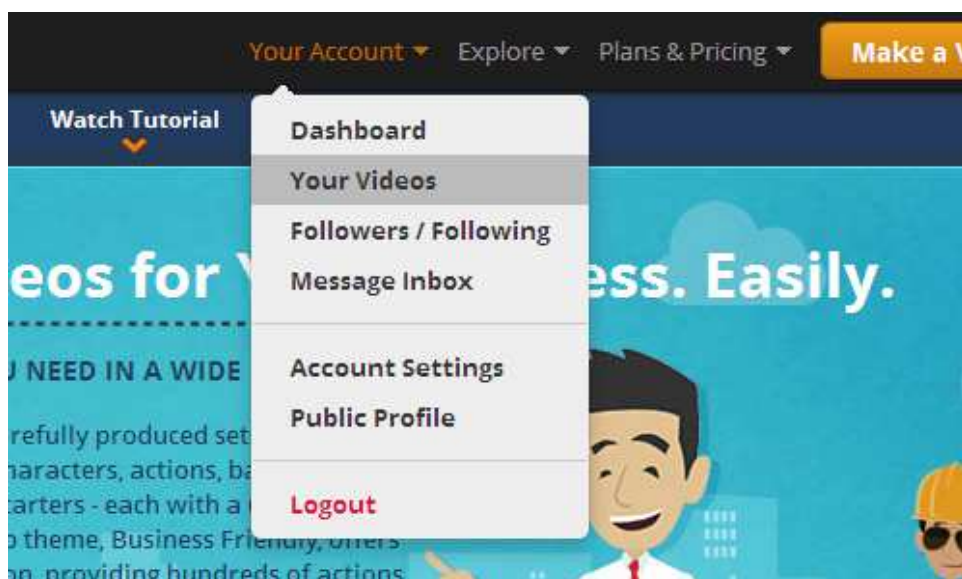 Your Account Explore Plans & Pricing Make a
Watch Tutorial
Dashboard
Your Videos
Followers / Following
Message Inbox
Account Settings
Public Profile
Logout
eos for ess. Easily.
NEED IN A WIDE
refully produced set
haracters, actions, ba
arters - each with a
theme, Business Friendly, offers
on, providing hundreds of actions